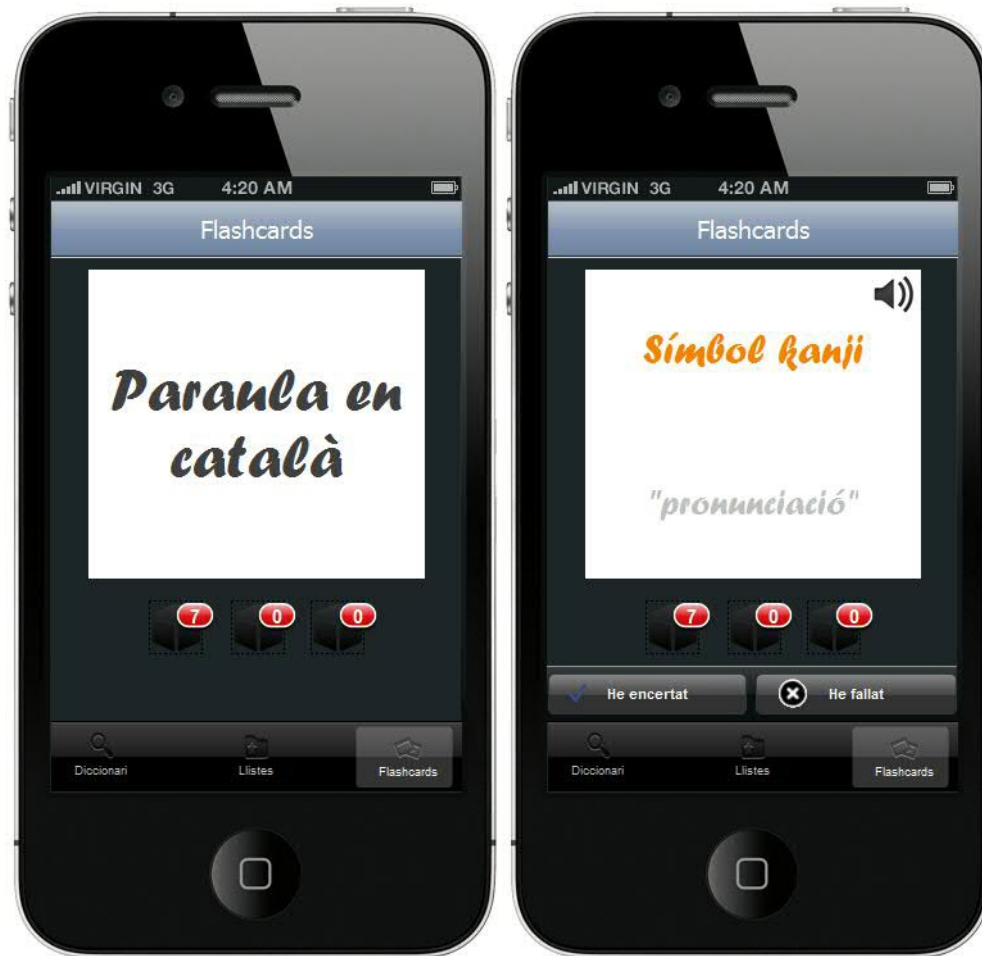 VIRGIN 3G 4:20 AM
Flashcards
Paraula en
català
7 0 0
Diccionari Llistes Flashcards
VIRGIN 3G 4:20 AM
Flashcards
Símbol kanji
"pronunciació"
7 0 0
He encertat He fallat
Diccionari Llistes Flashcards